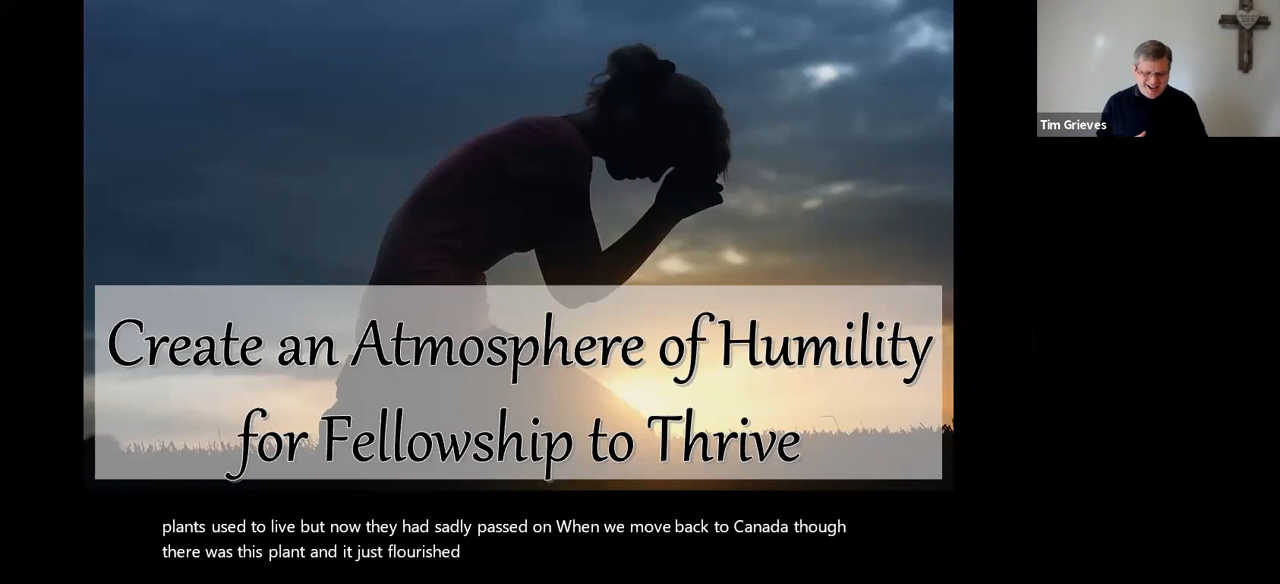 Tim Grieves
Create an Atmosphere of Humility
for Fellowship to Thrive
plants used to live but now they had sadly passed on When we move back to Canada though
there was this plant and it just flourished